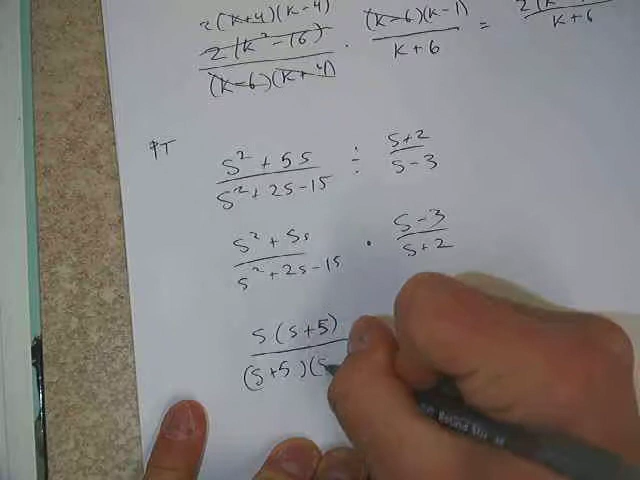 2(k+4)(k-4)
2(k²-16) / (k-6)(k+4) · (k-6)(k-1) / k+6 =
k+6
PT
s² + 5s / s² + 2s - 15 ÷ s+2 / s-3
s² + 5s / s² + 2s - 15 · s-3 / s+2
s(s+5)
(s+5)(s